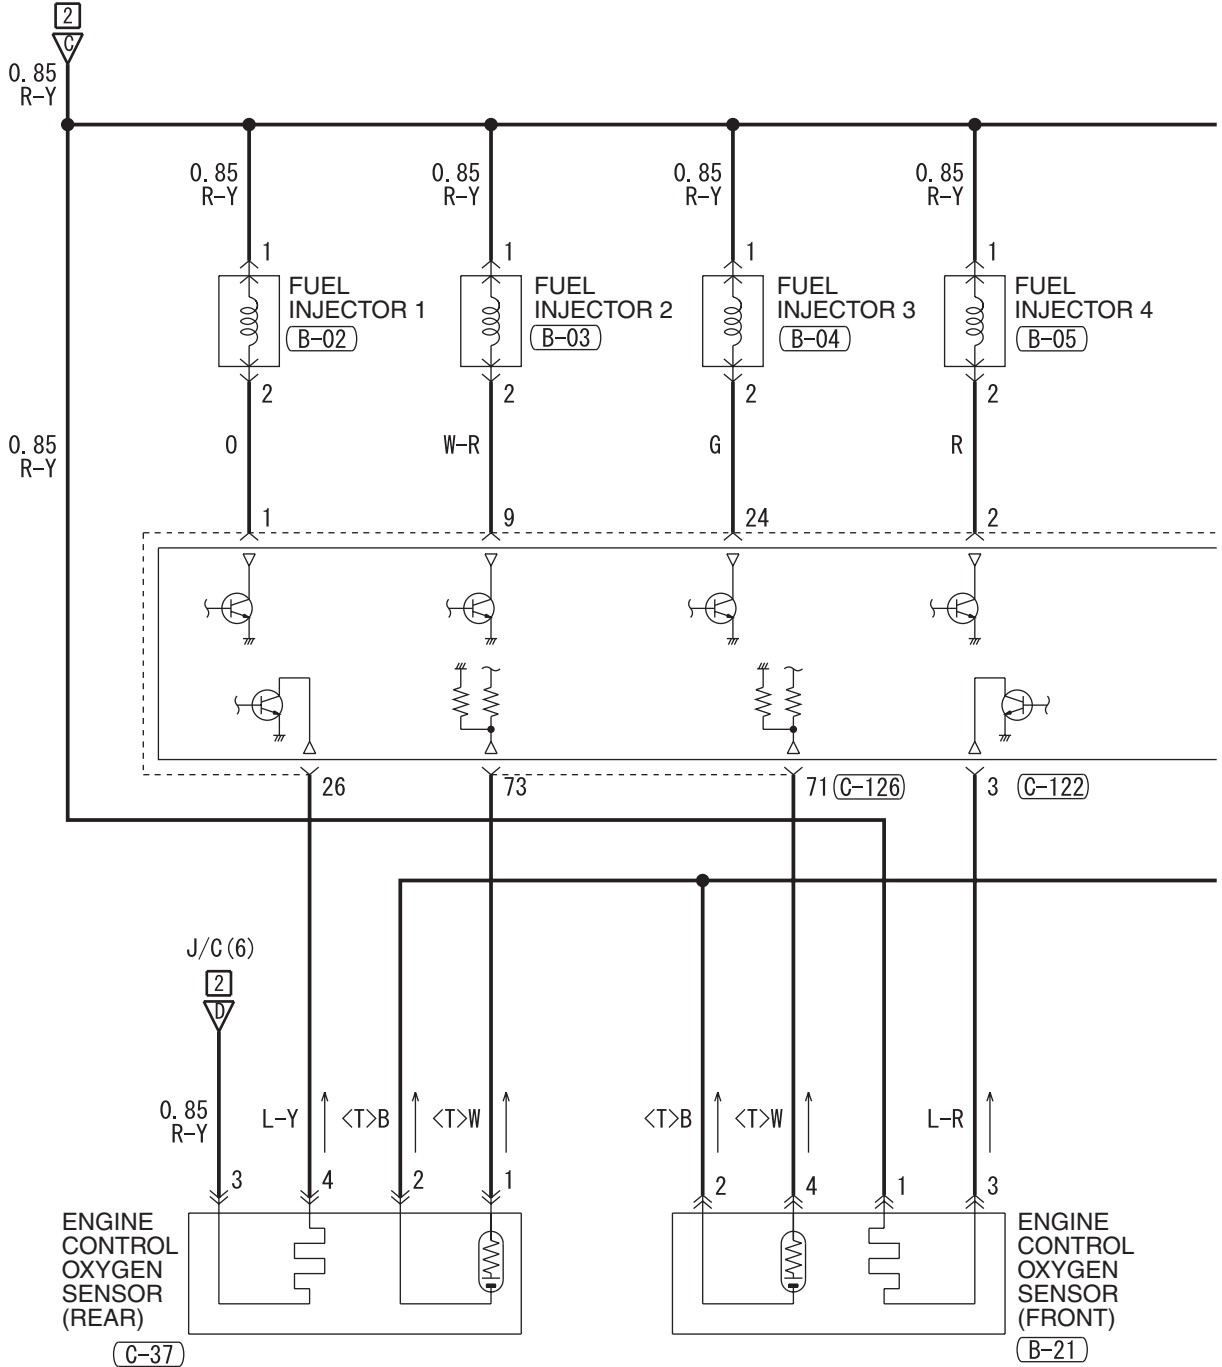 2
C
0.85
R-Y
0.85 0.85 0.85 0.85
R-Y R-Y R-Y R-Y
1 1 1 1
FUEL
INJECTOR 1
B-02
FUEL
INJECTOR 2
B-03
FUEL
INJECTOR 3
B-04
FUEL
INJECTOR 4
B-05
2 2 2 2
0.85
R-Y
O W-R G R
1 9 24 2
26 73 71 C-126 3 C-122
J/C(6)
2
D
0.85
R-Y
L-Y <T>B <T>W <T>B <T>W L-R
3 4 2 1 2 4 1 3
ENGINE
CONTROL
OXYGEN
SENSOR
(REAR)
C-37
ENGINE
CONTROL
OXYGEN
SENSOR
(FRONT)
B-21